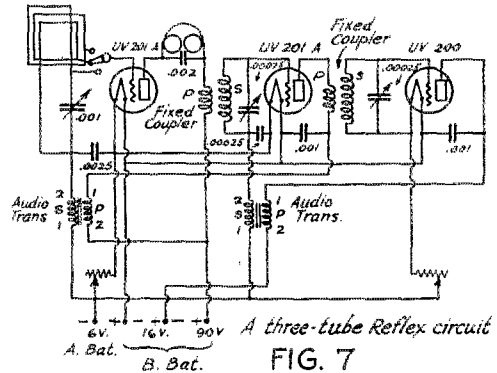 UV 201 A
.002
UV 201 A
Fixed Coupler
UV 200
.00025
.00025
P
S
P
S
.001
Fixed Coupler
.00025
.001
.001
.0025
Audio Trans.
2 S 1
1 P 2
2 S 1
1 P 2
Audio Trans.
- + - + + +
6V. 16V. 90V
A. Bat. B. Bat.
A three-tube Reflex circuit
FIG. 7